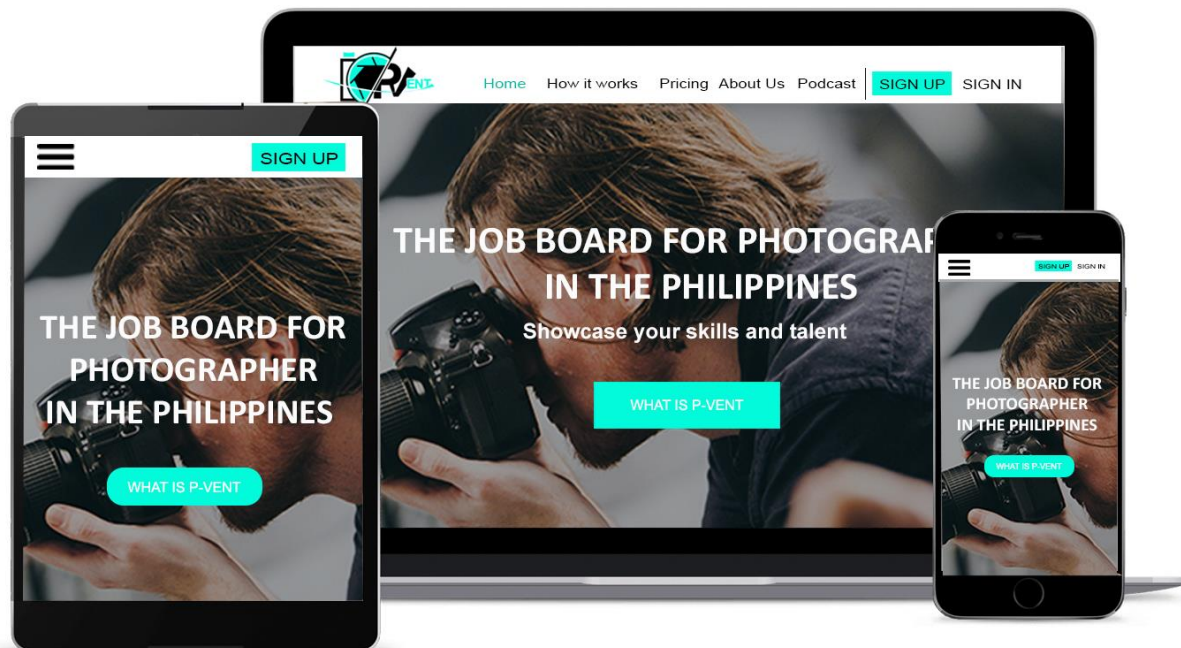 ENT
Home How it works Pricing About Us Podcast SIGN UP SIGN IN
THE JOB BOARD FOR PHOTOGRAP
IN THE PHILIPPINES
Showcase your skills and talent
WHAT IS P-VENT
SIGN UP
THE JOB BOARD FOR
PHOTOGRAPHER
IN THE PHILIPPINES
WHAT IS P-VENT
SIGN UP SIGN IN
THE JOB BOARD FOR
PHOTOGRAPHER
IN THE PHILIPPINES
WHAT IS P-VENT